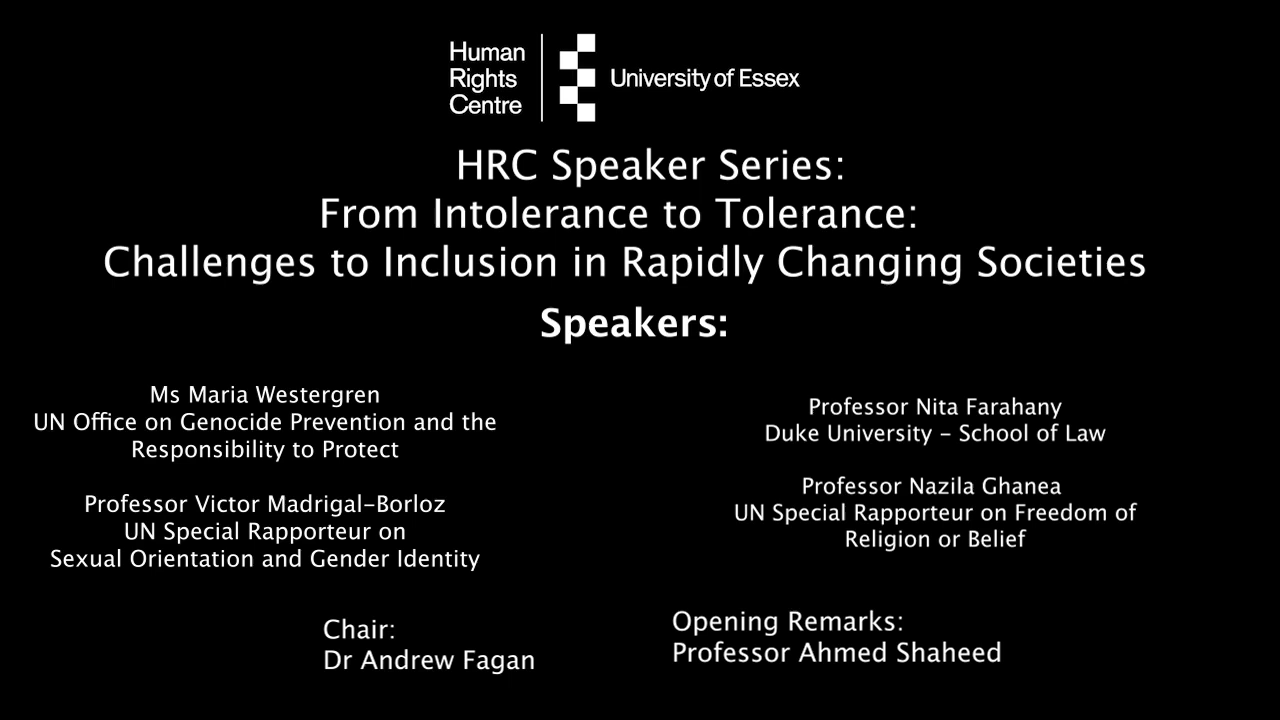 Human
Rights
Centre
University of Essex
HRC Speaker Series:
From Intolerance to Tolerance:
Challenges to Inclusion in Rapidly Changing Societies
Speakers:
Ms Maria Westergren
UN Office on Genocide Prevention and the
Responsibility to Protect
Professor Victor Madrigal-Borloz
UN Special Rapporteur on
Sexual Orientation and Gender Identity
Professor Nita Farahany
Duke University - School of Law
Professor Nazila Ghanea
UN Special Rapporteur on Freedom of
Religion or Belief
Chair:
Dr Andrew Fagan
Opening Remarks:
Professor Ahmed Shaheed